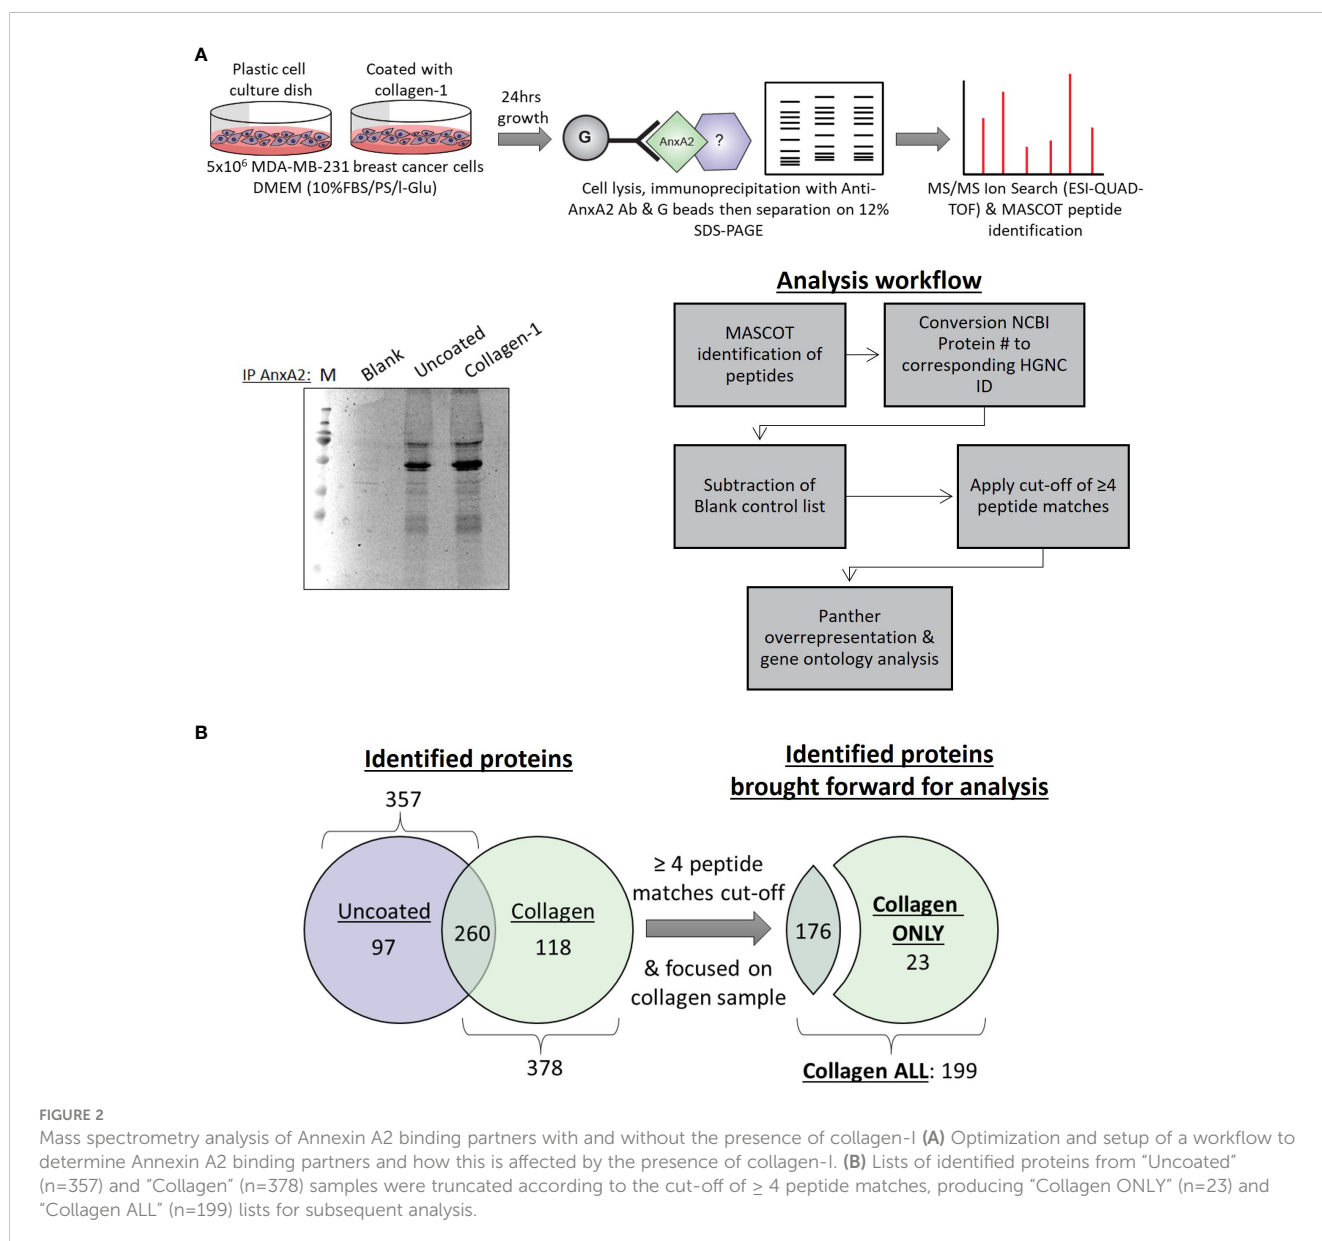 A
Plastic cell
culture dish
Coated with
collagen-1
24hrs
growth
G
AnxA2
?
5x10⁶ MDA-MB-231 breast cancer cells
DMEM (10%FBS/PS/l-Glu)
Cell lysis, immunoprecipitation with Anti-
AnxA2 Ab & G beads then separation on 12%
SDS-PAGE
MS/MS Ion Search (ESI-QUAD-
TOF) & MASCOT peptide
identification
IP AnxA2: M Blank Uncoated Collagen-1
Analysis workflow
MASCOT
identification of
peptides
Conversion NCBI
Protein # to
corresponding HGNC
ID
Subtraction of
Blank control list
Apply cut-off of ≥4
peptide matches
Panther
overrepresentation &
gene ontology analysis
B
Identified proteins
357
Uncoated
97
260
Collagen
118
378
≥ 4 peptide
matches cut-off
& focused on
collagen sample
Identified proteins
brought forward for analysis
176
Collagen
ONLY
23
Collagen ALL: 199
FIGURE 2
Mass spectrometry analysis of Annexin A2 binding partners with and without the presence of collagen-I (A) Optimization and setup of a workflow to
determine Annexin A2 binding partners and how this is affected by the presence of collagen-I. (B) Lists of identified proteins from “Uncoated”
(n=357) and “Collagen” (n=378) samples were truncated according to the cut-off of ≥ 4 peptide matches, producing “Collagen ONLY” (n=23) and
“Collagen ALL” (n=199) lists for subsequent analysis.